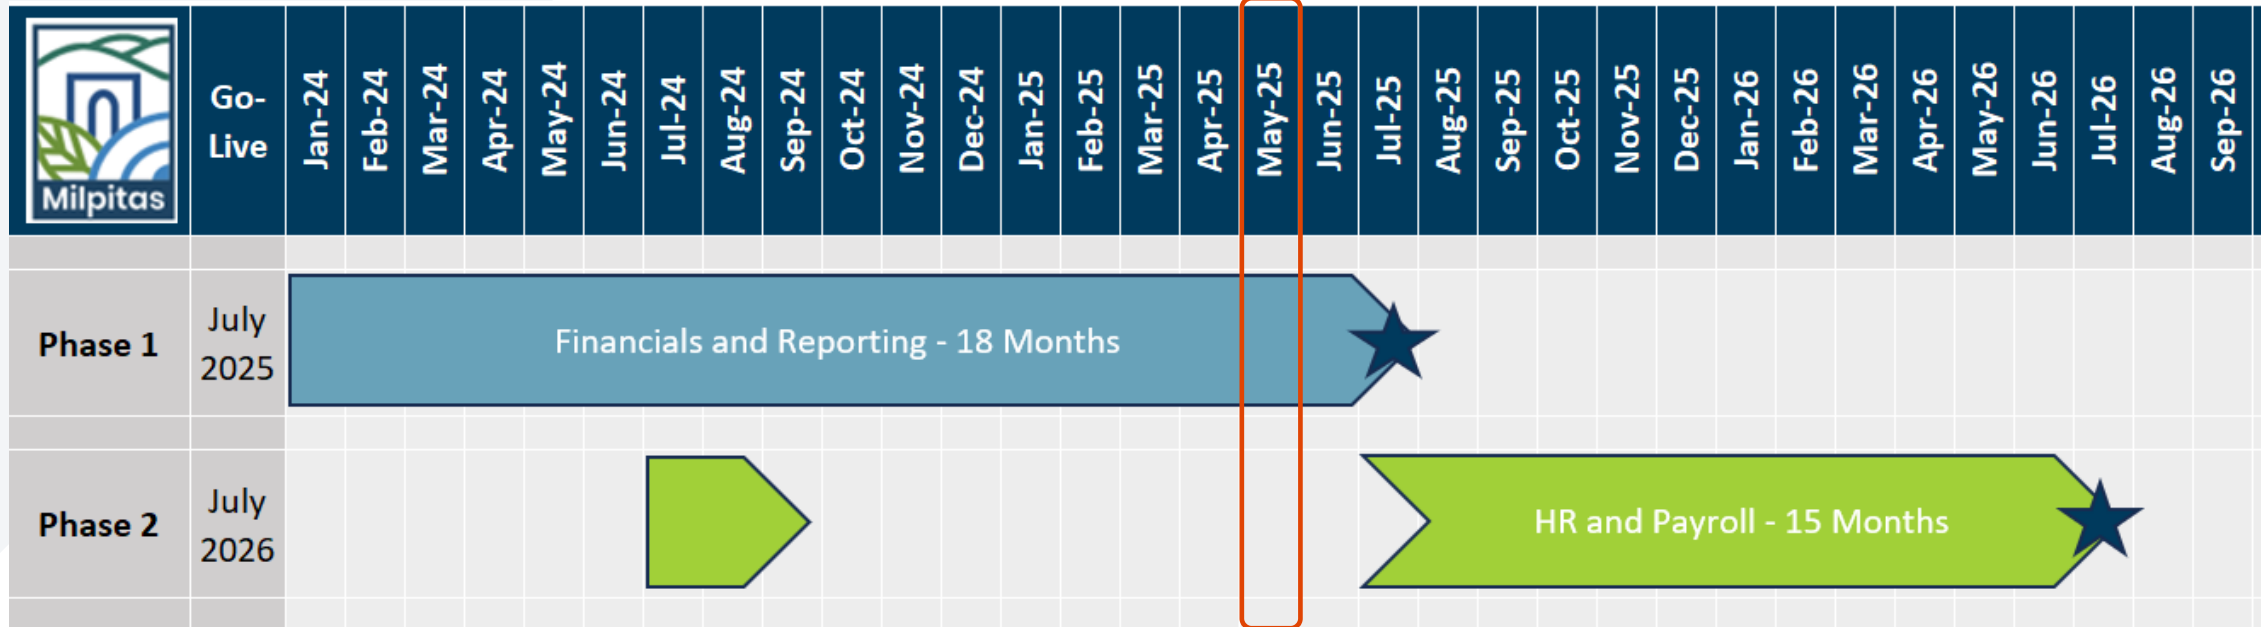 Milpitas
Go-
Live
Jan-24
Feb-24
Mar-24
Apr-24
May-24
Jun-24
Jul-24
Aug-24
Sep-24
Oct-24
Nov-24
Dec-24
Jan-25
Feb-25
Mar-25
Apr-25
May-25
Jun-25
Jul-25
Aug-25
Sep-25
Oct-25
Nov-25
Dec-25
Jan-26
Feb-26
Mar-26
Apr-26
May-26
Jun-26
Jul-26
Aug-26
Sep-26
Phase 1
July
2025
Financials and Reporting - 18 Months
Phase 2
July
2026
HR and Payroll - 15 Months